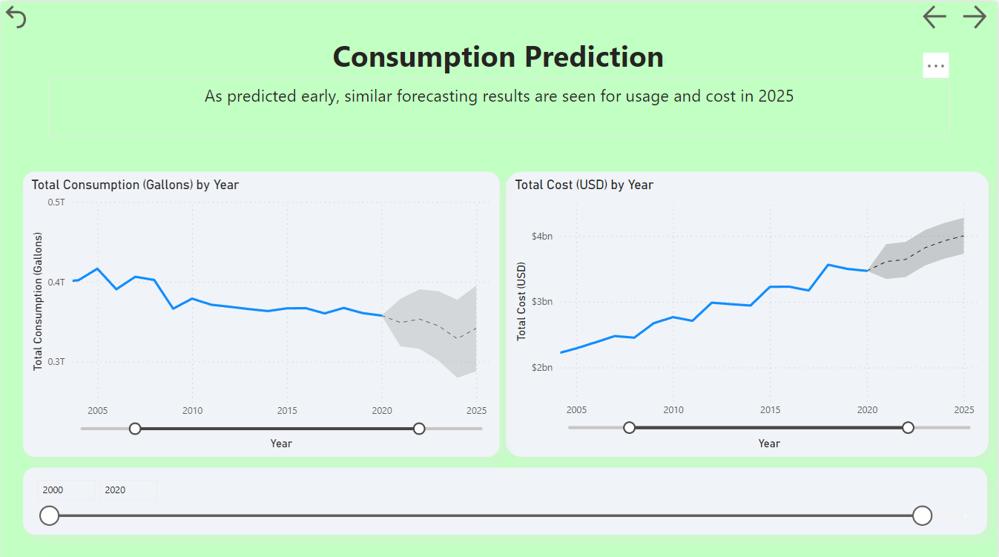 Consumption Prediction
As predicted early, similar forecasting results are seen for usage and cost in 2025
Total Consumption (Gallons) by Year
Total Consumption (Gallons)
0.5T
0.4T
0.3T
2005 2010 2015 2020 2025
Year
Total Cost (USD) by Year
Total Cost (USD)
$4bn
$3bn
$2bn
2005 2010 2015 2020 2025
Year
2000 2020